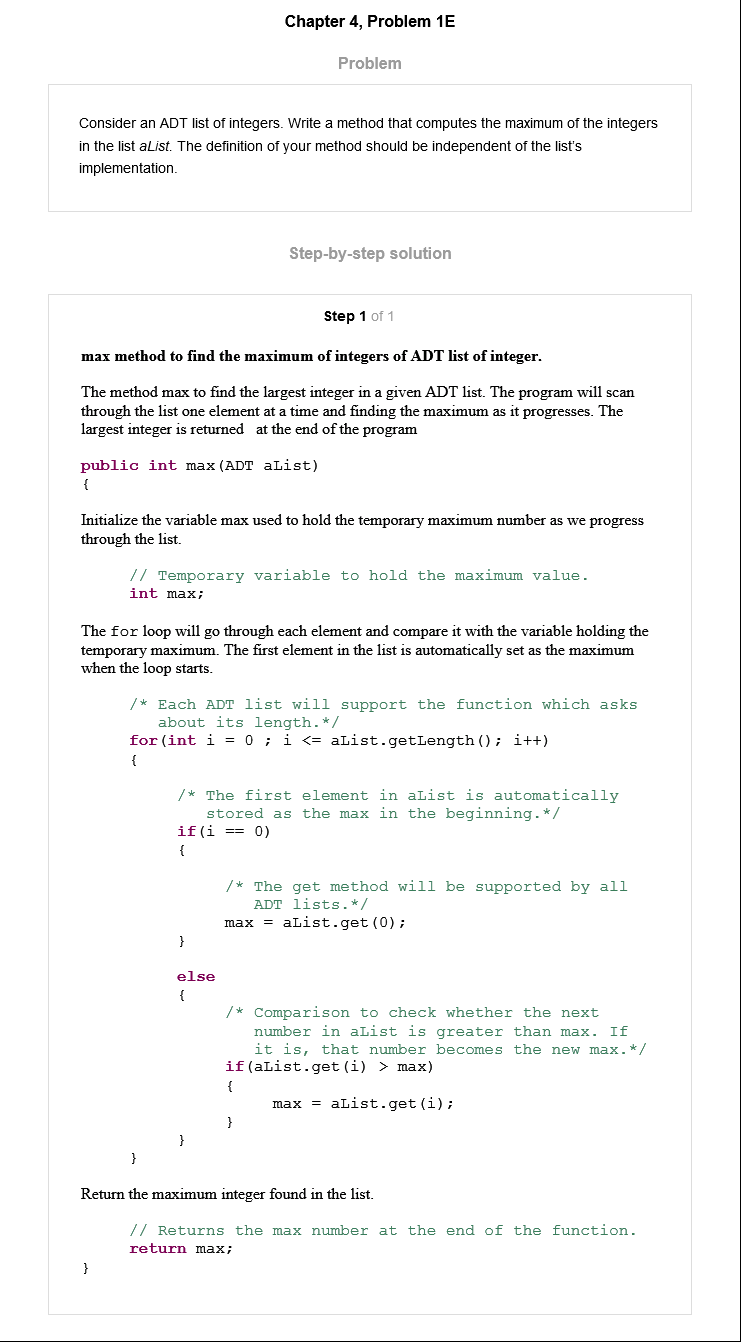 Chapter 4, Problem 1E
Problem
Consider an ADT list of integers. Write a method that computes the maximum of the integers
in the list aList. The definition of your method should be independent of the list's
implementation.
Step-by-step solution
Step 1 of 1
max method to find the maximum of integers of ADT list of integer.
The method max to find the largest integer in a given ADT list. The program will scan
through the list one element at a time and finding the maximum as it progresses. The
largest integer is returned  at the end of the program
public int max(ADT aList)
{
Initialize the variable max used to hold the temporary maximum number as we progress
through the list.
// Temporary variable to hold the maximum value.
int max;
The for loop will go through each element and compare it with the variable holding the
temporary maximum. The first element in the list is automatically set as the maximum
when the loop starts.
/* Each ADT list will support the function which asks
about its length.*/
for(int i = 0 ; i <= aList.getLength(); i++)
{
/* The first element in aList is automatically
stored as the max in the beginning.*/
if(i == 0)
{
/* The get method will be supported by all
ADT lists.*/
max = aList.get(0);
}
else
{
/* Comparison to check whether the next
number in aList is greater than max. If
it is, that number becomes the new max.*/
if(aList.get(i) > max)
{
max = aList.get(i);
}
}
}
Return the maximum integer found in the list.
// Returns the max number at the end of the function.
return max;
}